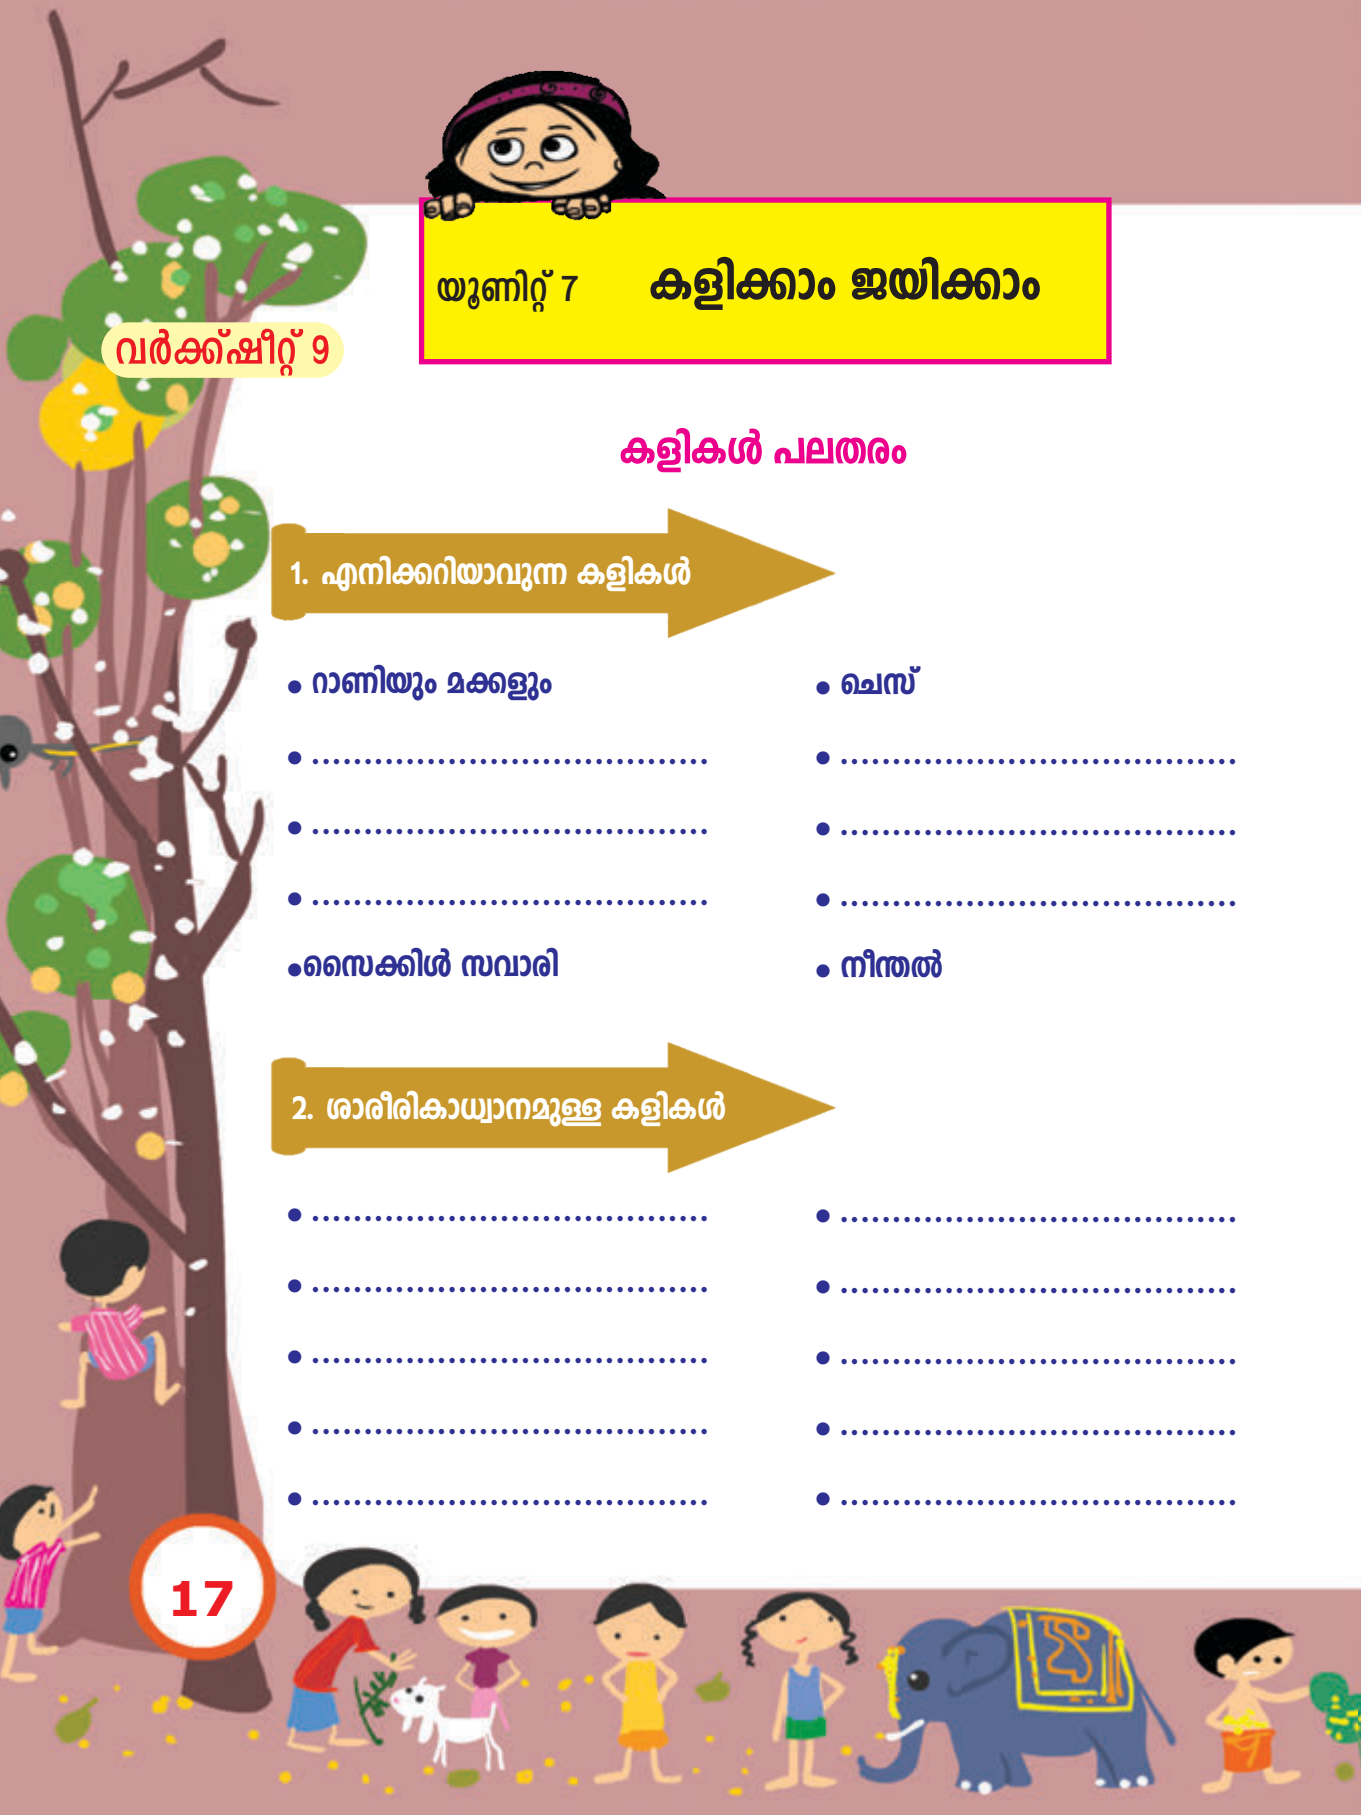 യൂണിറ്റ് 7 കളിക്കാം ജയിക്കാം
വർക്ക്ഷീറ്റ് 9
കളികൾ പലതരം
1. എനിക്കറിയാവുന്ന കളികൾ
• റാണിയും മക്കളും • ചെസ്
• ...................................... • ......................................
• ...................................... • ......................................
• ...................................... • ......................................
•സൈക്കിൾ സവാരി • നീന്തൽ
2. ശാരീരികാധ്വാനമുള്ള കളികൾ
• ...................................... • ......................................
• ...................................... • ......................................
• ...................................... • ......................................
• ...................................... • ......................................
• ...................................... • ......................................
17